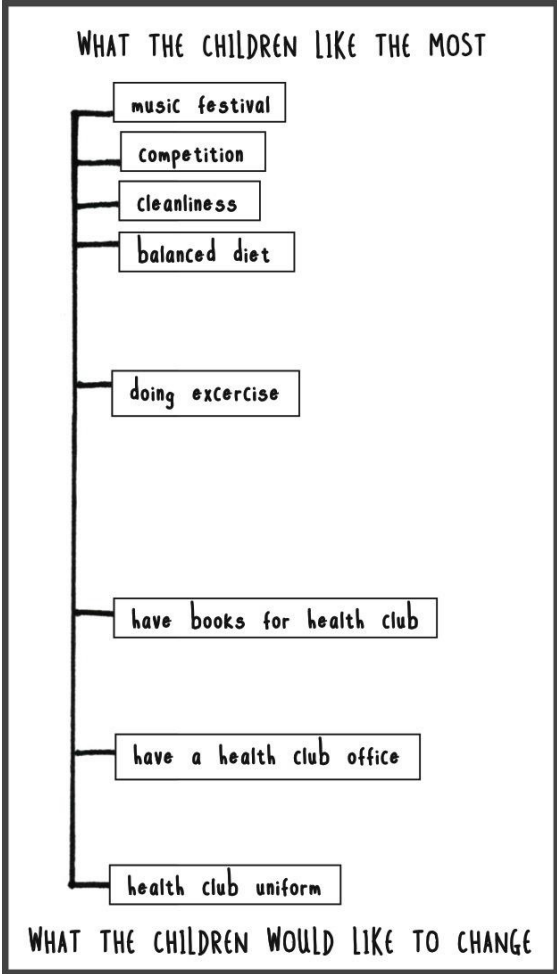 WHAT THE CHILDREN LIKE THE MOST
music festival
competition
cleanliness
balanced diet
doing excercise
have books for health club
have a health club office
health club uniform
WHAT THE CHILDREN WOULD LIKE TO CHANGE